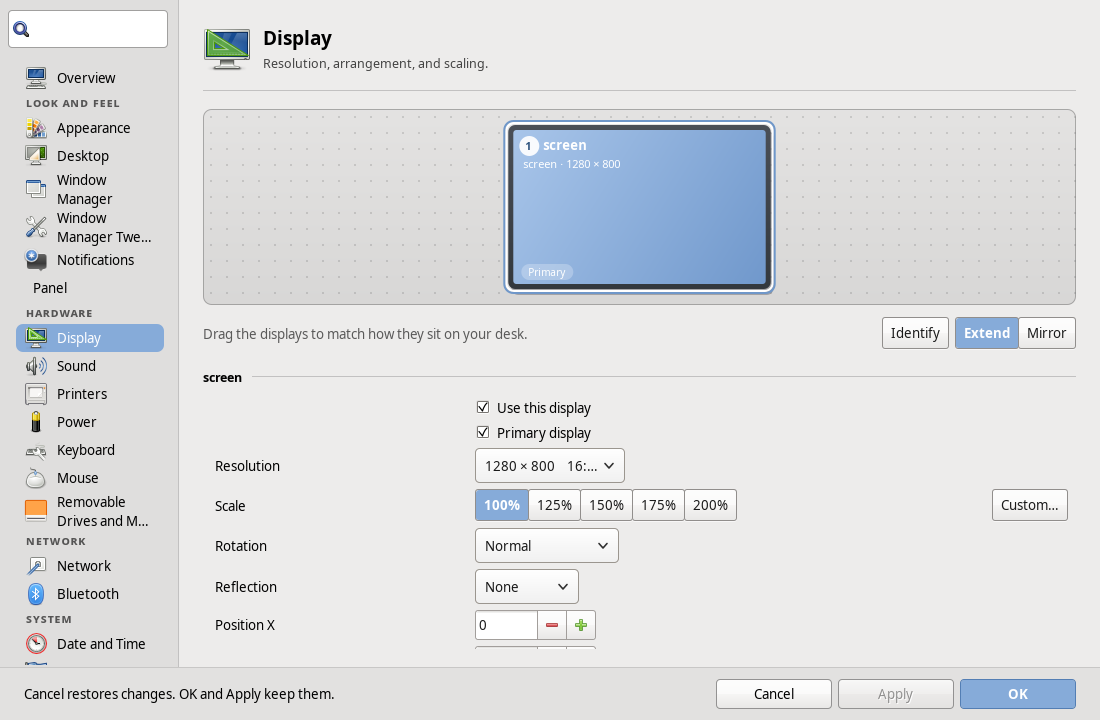 Overview
LOOK AND FEEL
Appearance
Desktop
Window
Manager
Window
Manager Twe...
Notifications
Panel
HARDWARE
Display
Sound
Printers
Power
Keyboard
Mouse
Removable
Drives and M...
NETWORK
Network
Bluetooth
SYSTEM
Date and Time
Display
Resolution, arrangement, and scaling.
1 screen
screen · 1280 × 800
Primary
Drag the displays to match how they sit on your desk.
Identify
Extend
Mirror
screen
Use this display
Primary display
Resolution
1280 × 800 16:...
Scale
100%
125%
150%
175%
200%
Custom...
Rotation
Normal
Reflection
None
Position X
0
Cancel restores changes. OK and Apply keep them.
Cancel
Apply
OK